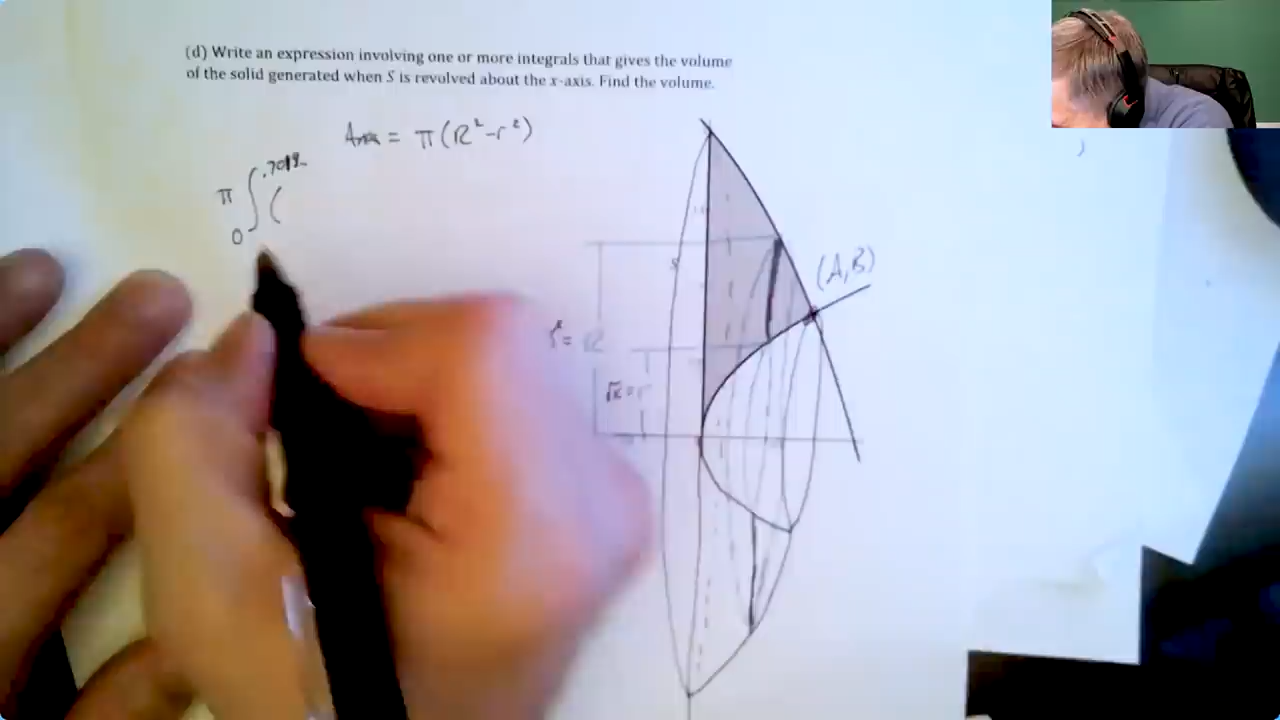 (d) Write an expression involving one or more integrals that gives the volume
of the solid generated when S is revolved about the x-axis. Find the volume.
Area = π(R²-r²)
π ∫ .7019..
0 (
(A,B)
√x = r